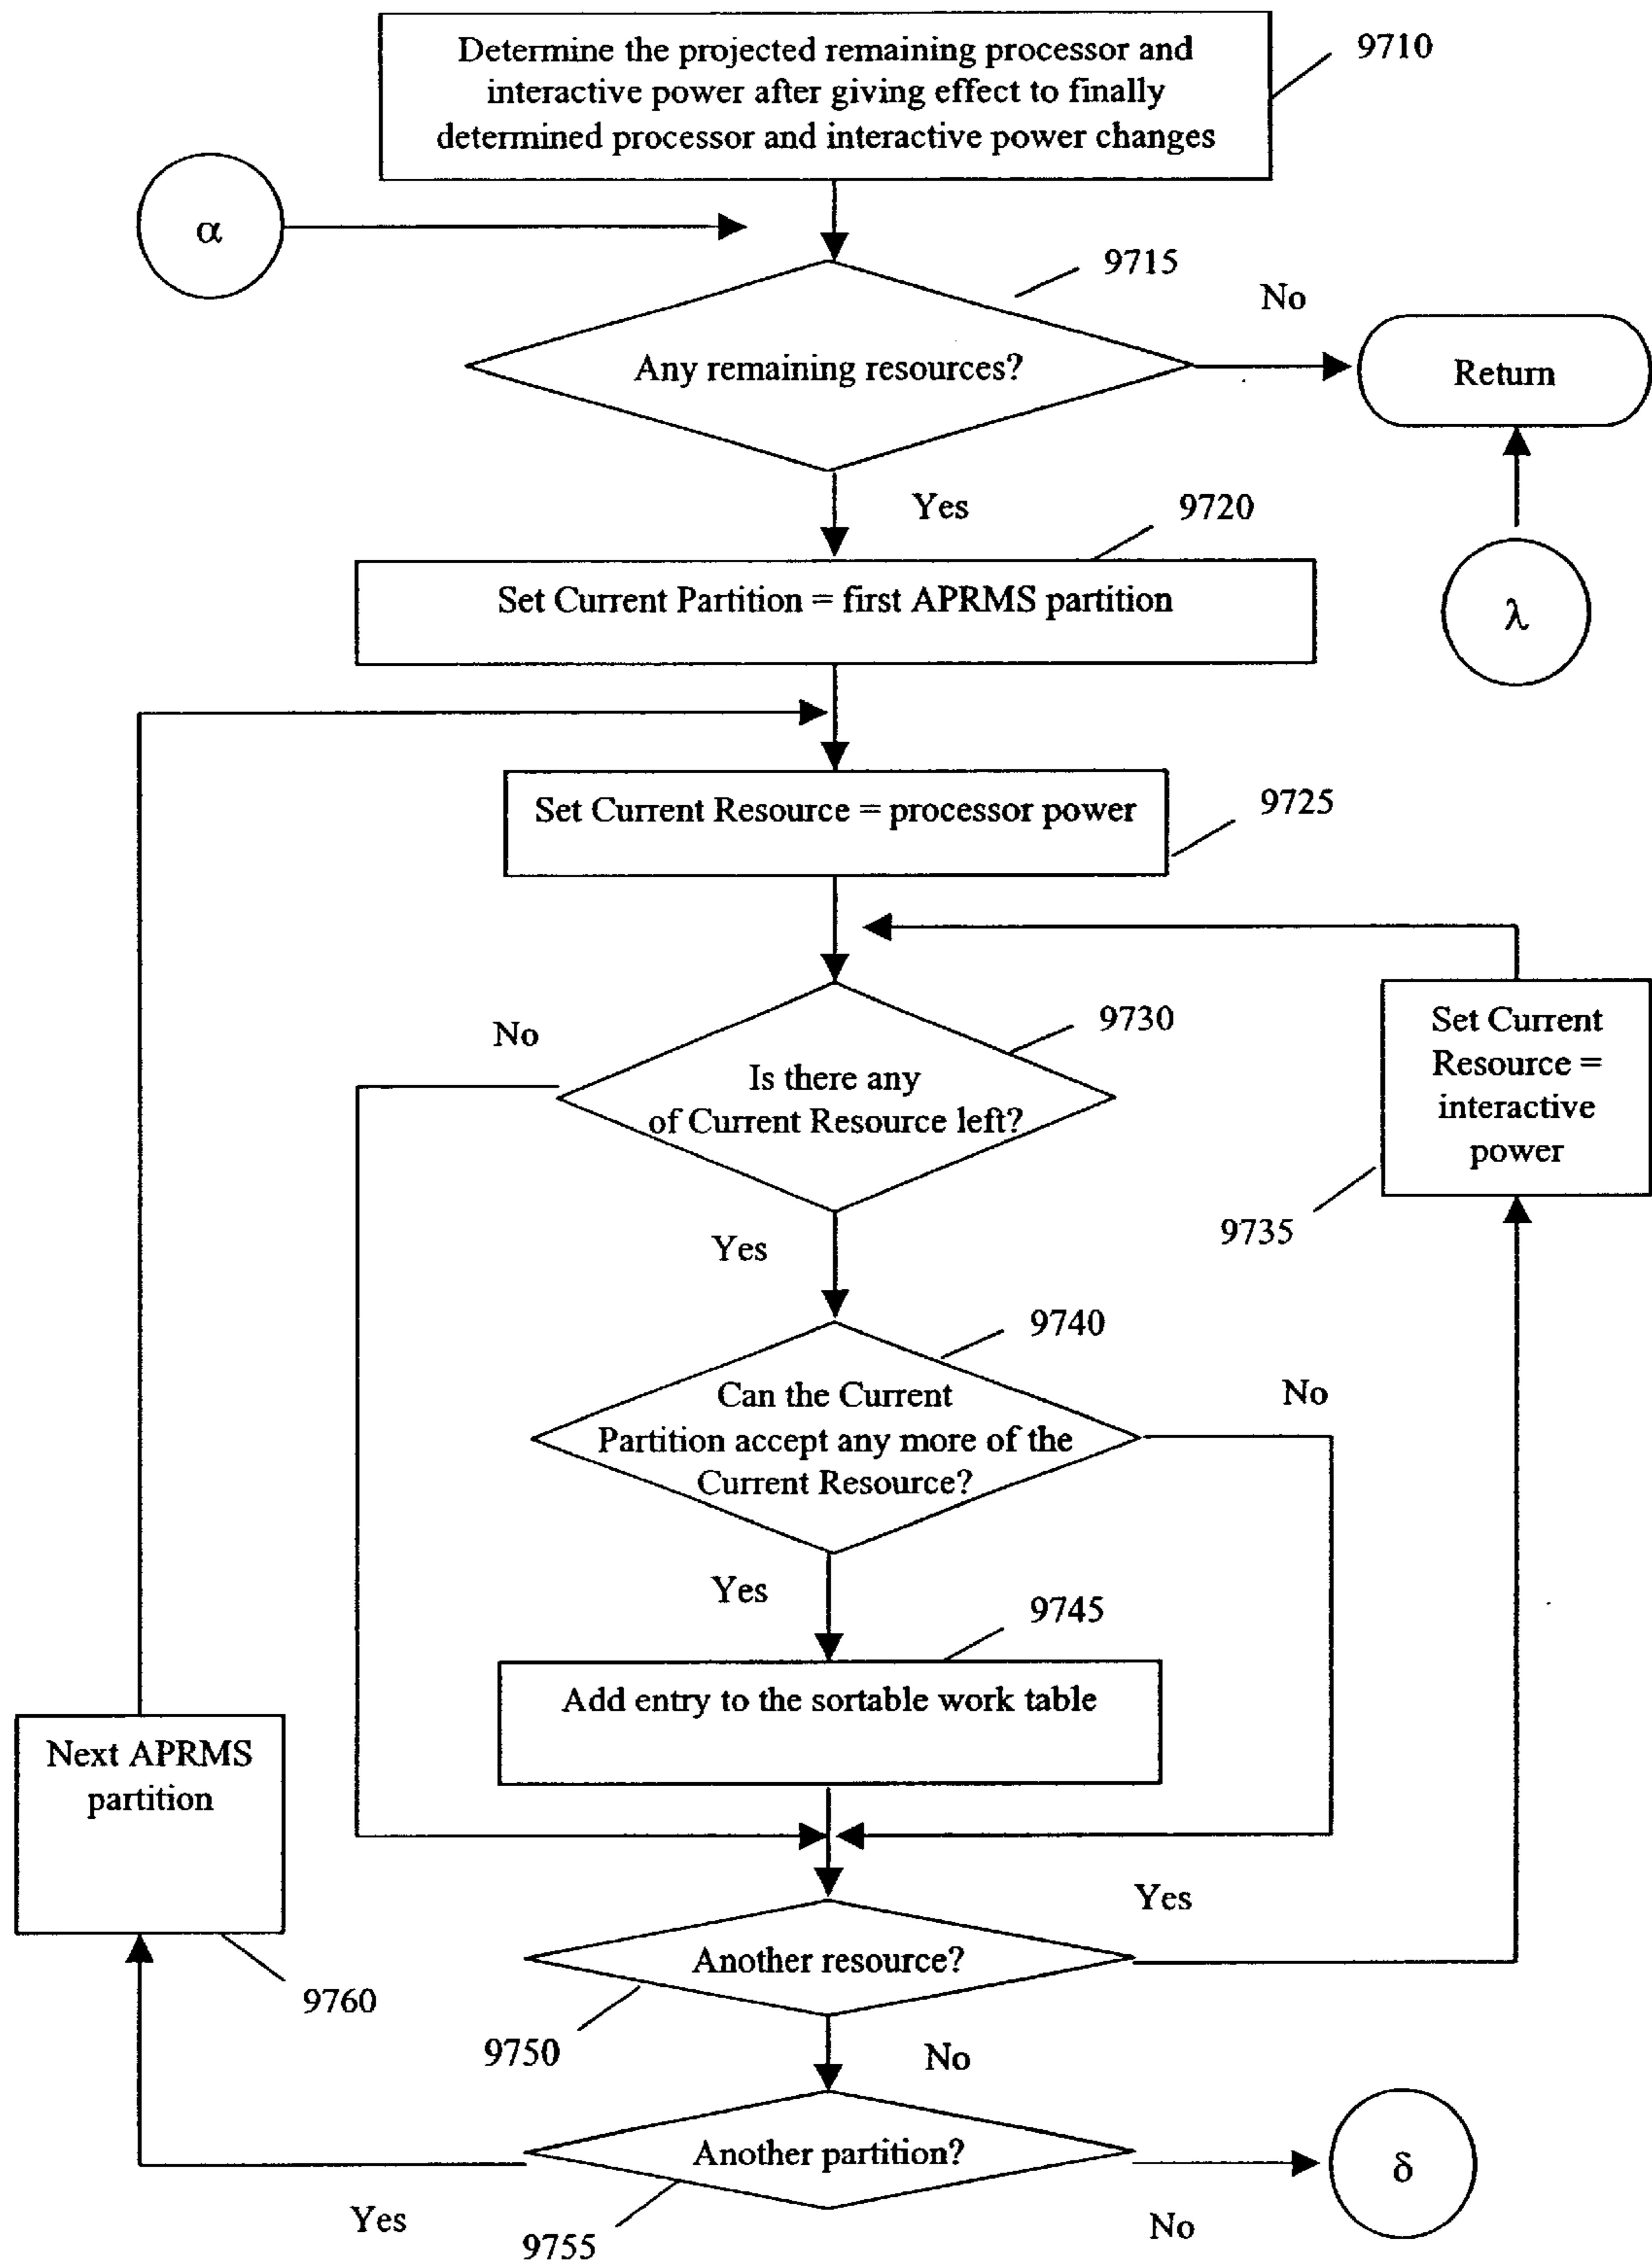 Determine the projected remaining processor and
interactive power after giving effect to finally
determined processor and interactive power changes
9710
α
9715
No
Any remaining resources?
Return
Yes
9720
Set Current Partition = first APRMS partition
λ
Set Current Resource = processor power
9725
No
9730
Is there any
of Current Resource left?
Set Current
Resource =
interactive
power
9735
Yes
9740
Can the Current
Partition accept any more of the
Current Resource?
No
Yes
9745
Add entry to the sortable work table
Next APRMS
partition
9760
Yes
Another resource?
9750
No
Another partition?
δ
Yes
9755
No